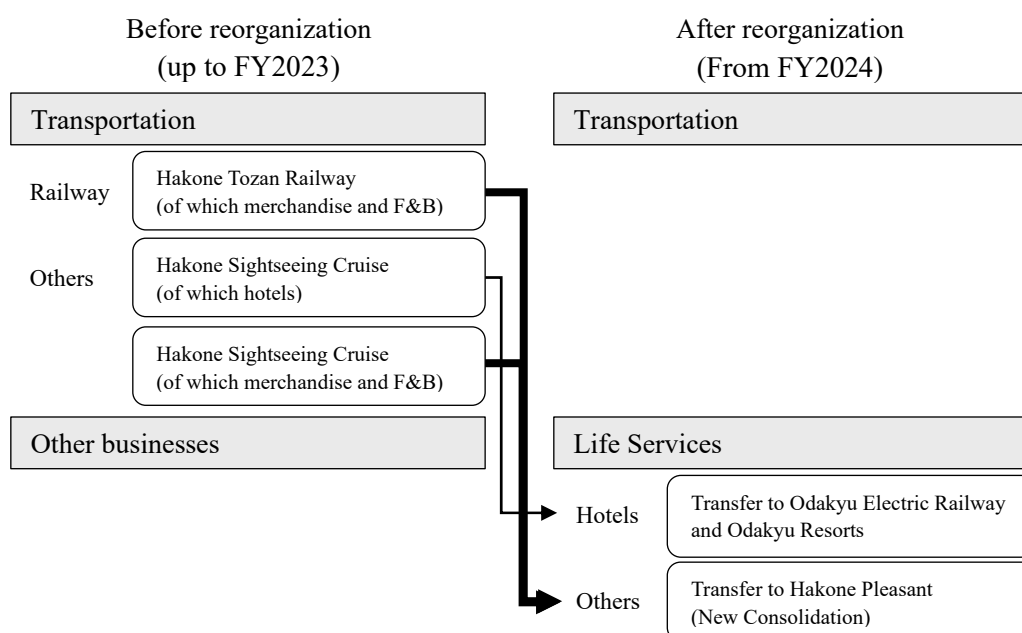 Before reorganization
(up to FY2023)
After reorganization
(From FY2024)
Transportation
Transportation
Railway
Hakone Tozan Railway
(of which merchandise and F&B)
Others
Hakone Sightseeing Cruise
(of which hotels)
Hakone Sightseeing Cruise
(of which merchandise and F&B)
Other businesses
Life Services
Hotels
Transfer to Odakyu Electric Railway
and Odakyu Resorts
Others
Transfer to Hakone Pleasant
(New Consolidation)